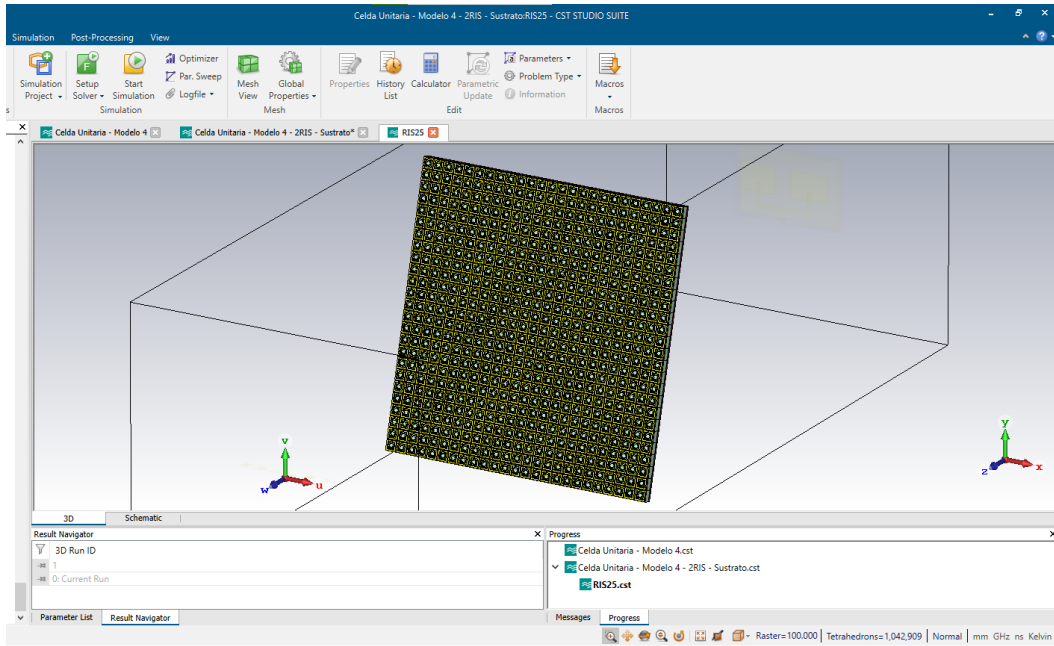 Celda Unitaria - Modelo 4 - 2RIS - Sustrato:RIS25 - CST STUDIO SUITE
Simulation Post-Processing View
Simulation Project
Setup Solver
Start Simulation
Optimizer
Par. Sweep
Logfile
Simulation
Mesh View
Global Properties
Mesh
Properties
History List
Calculator
Parametric Update
Parameters
Problem Type
Information
Edit
Macros
Macros
Celda Unitaria - Modelo 4
Celda Unitaria - Modelo 4 - 2RIS - Sustrato*
RIS25
v
w
u
y
z
x
3D Schematic
Result Navigator
3D Run ID
1
0: Current Run
Parameter List Result Navigator
Progress
Celda Unitaria - Modelo 4.cst
Celda Unitaria - Modelo 4 - 2RIS - Sustrato.cst
RIS25.cst
Messages Progress
Raster=100.000 Tetrahedrons=1,042,909 Normal mm GHz ns Kelvin